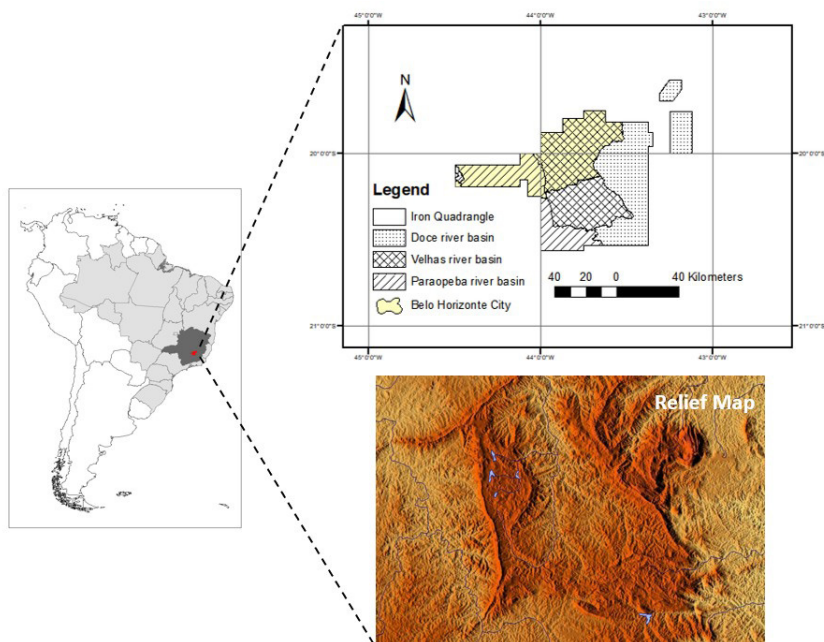 45°0'0"W 44°0'0"W 43°0'0"W
N
20°0'0"S 20°0'0"S
Legend
Iron Quadrangle
Doce river basin
Velhas river basin
Paraopeba river basin
Belo Horizonte City
40 20 0 40 Kilometers
21°0'0"S 21°0'0"S
45°0'0"W 44°0'0"W 43°0'0"W
Relief Map